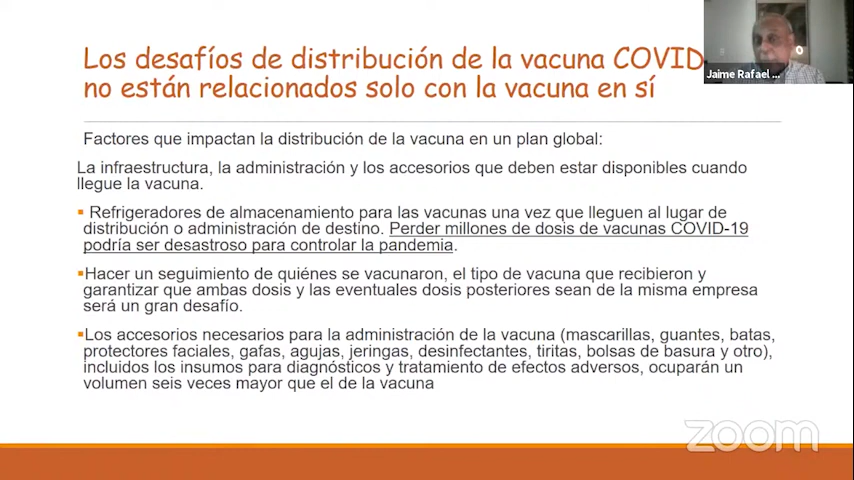 Los desafíos de distribución de la vacuna COVID
no están relacionados solo con la vacuna en sí
Jaime Rafael ...
Factores que impactan la distribución de la vacuna en un plan global:
La infraestructura, la administración y los accesorios que deben estar disponibles cuando
llegue la vacuna.
Refrigeradores de almacenamiento para las vacunas una vez que lleguen al lugar de
distribución o administración de destino. Perder millones de dosis de vacunas COVID-19
podría ser desastroso para controlar la pandemia.
Hacer un seguimiento de quiénes se vacunaron, el tipo de vacuna que recibieron y
garantizar que ambas dosis y las eventuales dosis posteriores sean de la misma empresa
será un gran desafío.
Los accesorios necesarios para la administración de la vacuna (mascarillas, guantes, batas,
protectores faciales, gafas, agujas, jeringas, desinfectantes, tiritas, bolsas de basura y otro),
incluidos los insumos para diagnósticos y tratamiento de efectos adversos, ocuparán un
volumen seis veces mayor que el de la vacuna
zoom